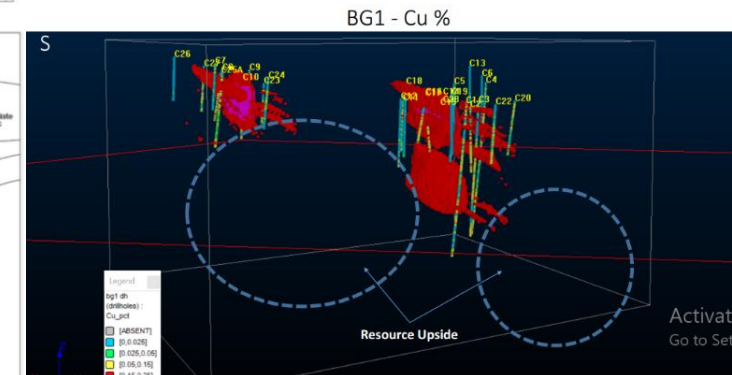 BG1 - Cu %
S
C26
C9
C24
C23
C10
C18
C5
C13
C6
C4
C22
C20
Resource Upside
Legend
bg1 dh
(drillholes) :
Cu_pct
[ABSENT]
[0,0.025]
[0.025,0.05]
[0.05,0.15]
Activat
Go to Set